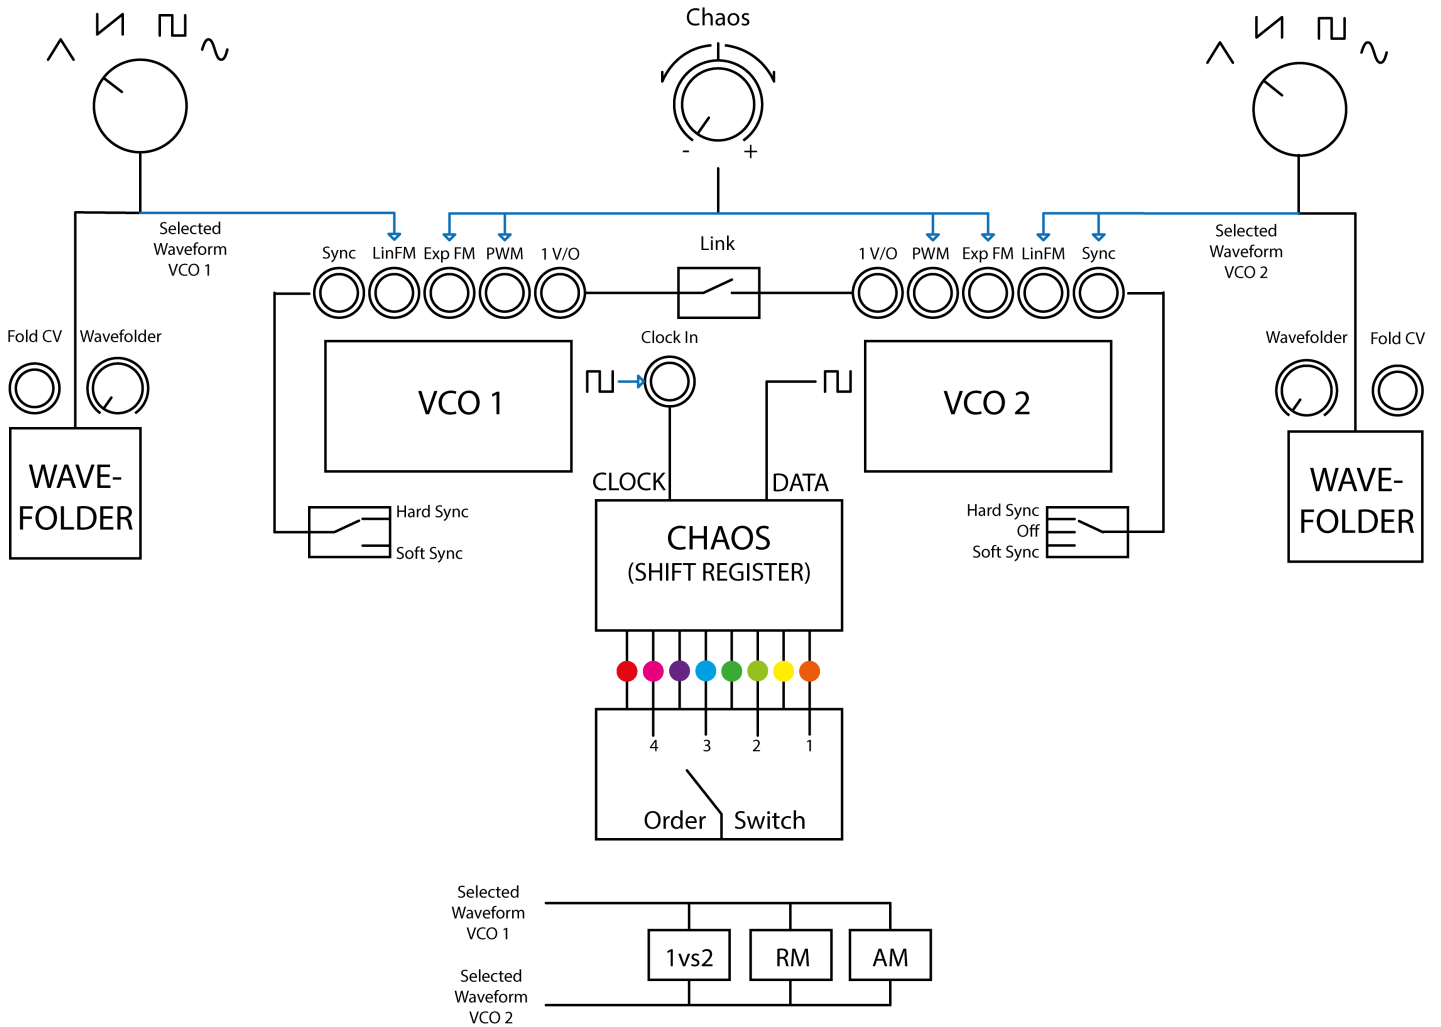 Chaos
- +
Selected
Waveform
VCO 1
Sync LinFM Exp FM PWM 1 V/O
Link
1 V/O PWM Exp FM LinFM Sync
Selected
Waveform
VCO 2
Fold CV Wavefolder
Clock In
Wavefolder Fold CV
VCO 1
VCO 2
WAVE-
FOLDER
CLOCK DATA
WAVE-
FOLDER
Hard Sync
Soft Sync
Hard Sync
Off
Soft Sync
CHAOS
(SHIFT REGISTER)
4 3 2 1
Order Switch
Selected
Waveform
VCO 1
1vs2 RM AM
Selected
Waveform
VCO 2